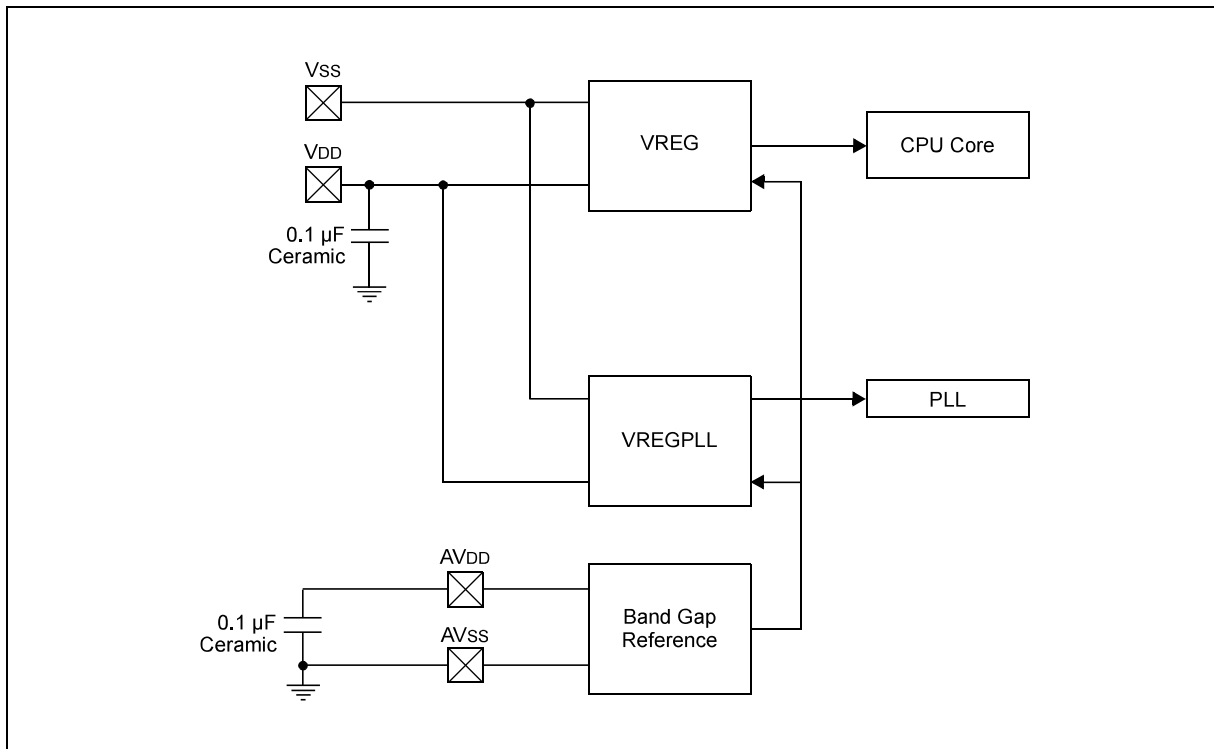 VSS
VREG
CPU Core
VDD
0.1 µF
Ceramic
PLL
VREGPLL
AVDD
0.1 µF
Ceramic
AVSS
Band Gap
Reference